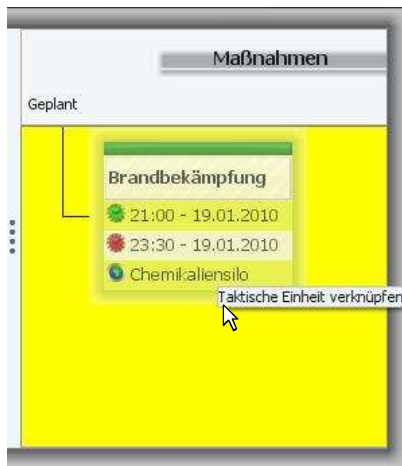 Maßnahmen
Geplant
Brandbekämpfung
21:00 - 19.01.2010
23:30 - 19.01.2010
Chemikaliensilo
Taktische Einheit verknüpfen